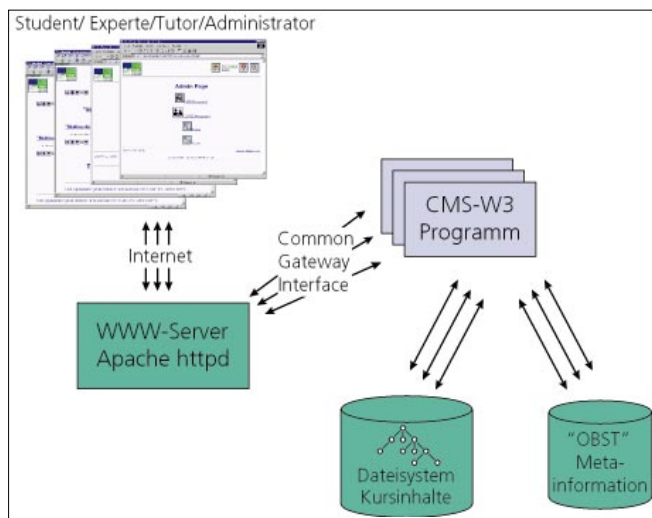 Student/ Experte/Tutor/Administrator
Admin Page
Internet
Common
Gateway
Interface
CMS-W3
Programm
WWW-Server
Apache httpd
Dateisystem
Kursinhalte
"OBST"
Meta-
information